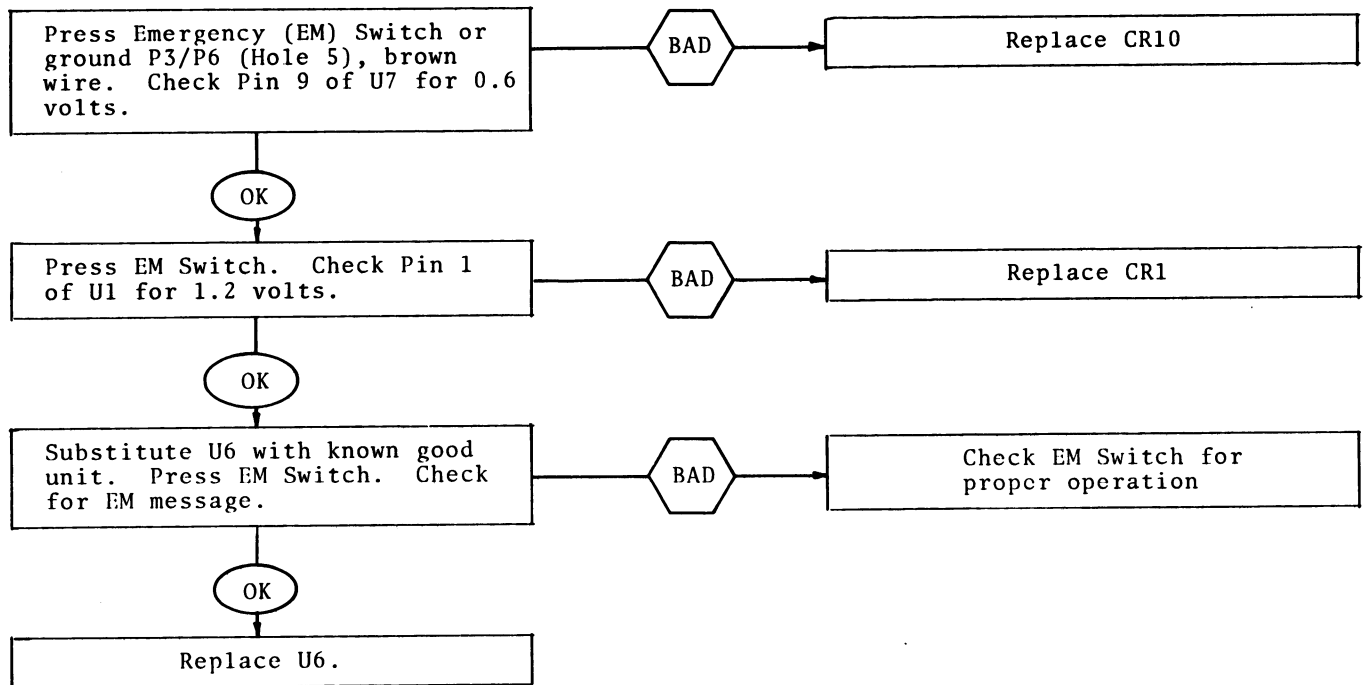 Press Emergency (EM) Switch or
ground P3/P6 (Hole 5), brown
wire. Check Pin 9 of U7 for 0.6
volts.
BAD
Replace CR10
OK
Press EM Switch. Check Pin 1
of U1 for 1.2 volts.
BAD
Replace CR1
OK
Substitute U6 with known good
unit. Press EM Switch. Check
for EM message.
BAD
Check EM Switch for
proper operation
OK
Replace U6.